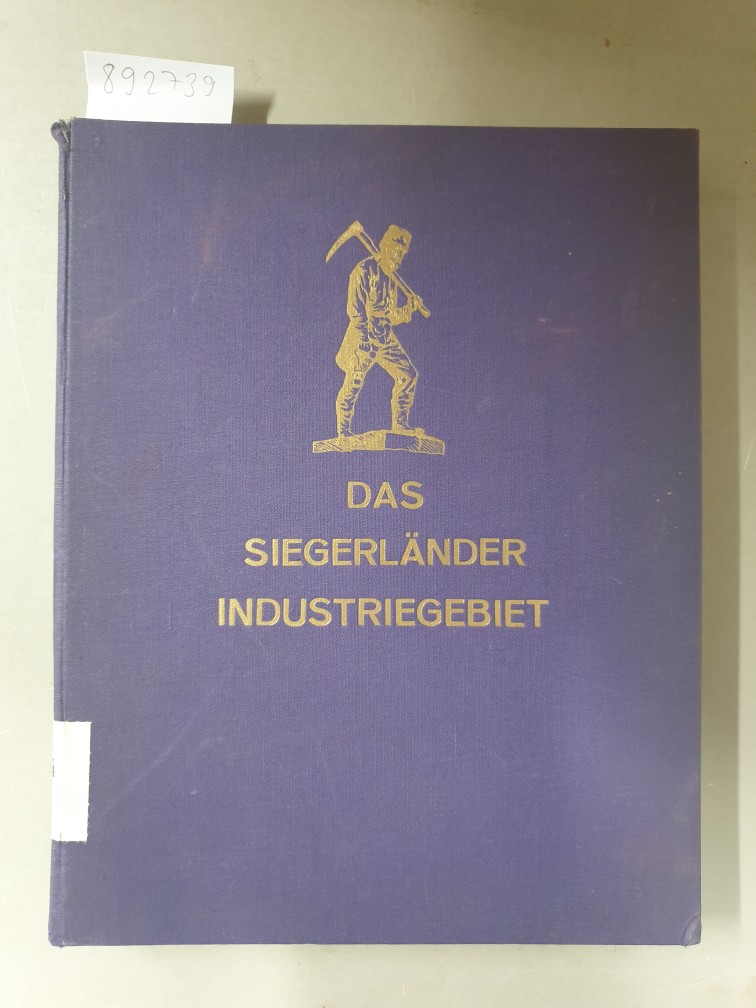 892739
DAS
SIEGERLÄNDER
INDUSTRIEGEBIET